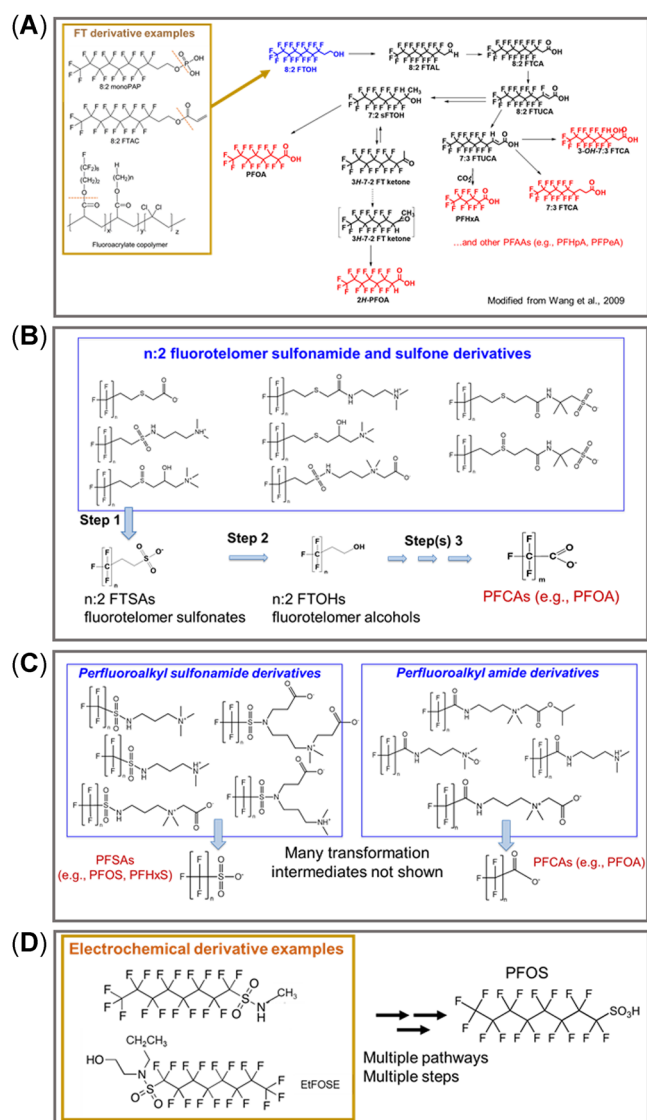 (A)
FT derivative examples
8:2 monoPAP
8:2 FTAC
Fluoroacrylate copolymer
8:2 FTOH
8:2 FTAL
8:2 FTCA
7:2 sFTOH
8:2 FTUCA
PFOA
7:3 FTUCA
3-OH-7:3 FTCA
3H-7-2 FT ketone
CO2
PFHxA
7:3 FTCA
3H-7-2 FT ketone
...and other PFAAs (e.g., PFHpA, PFPeA)
2H-PFOA
Modified from Wang et al., 2009
(B)
n:2 fluorotelomer sulfonamide and sulfone derivatives
Step 1
Step 2
Step(s) 3
n:2 FTSAs
fluorotelomer sulfonates
n:2 FTOHs
fluorotelomer alcohols
PFCAs (e.g., PFOA)
(C)
Perfluoroalkyl sulfonamide derivatives
Perfluoroalkyl amide derivatives
PFSAs
(e.g., PFOS, PFHxS)
Many transformation
intermediates not shown
PFCAs (e.g., PFOA)
(D)
Electrochemical derivative examples
EtFOSE
PFOS
Multiple pathways
Multiple steps